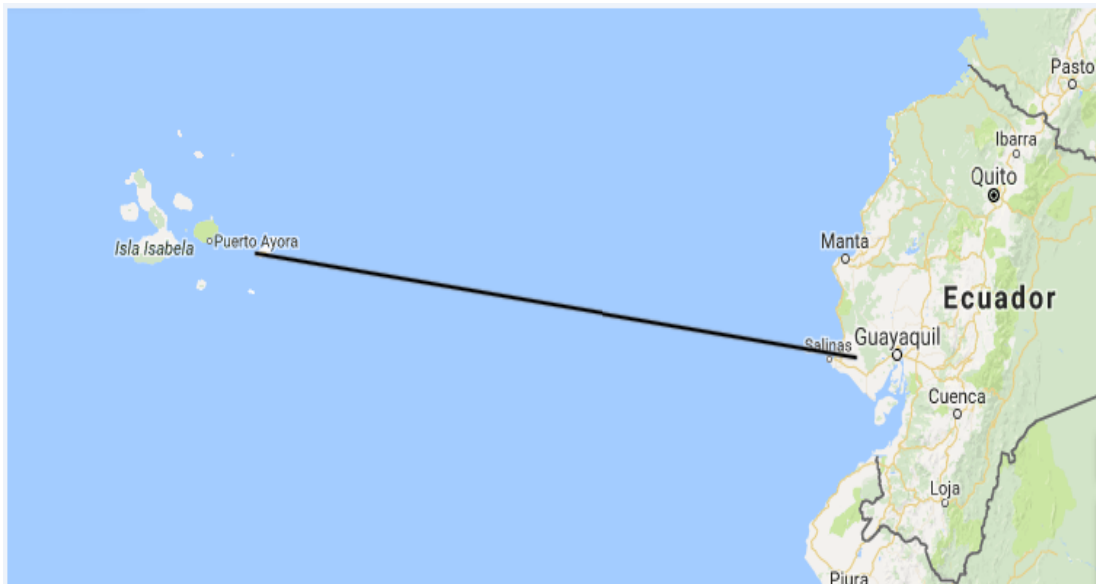 Pasto
Ibarra
Quito
Isla Isabela
Puerto Ayora
Manta
Ecuador
Salinas
Guayaquil
Cuenca
Loja
Piura